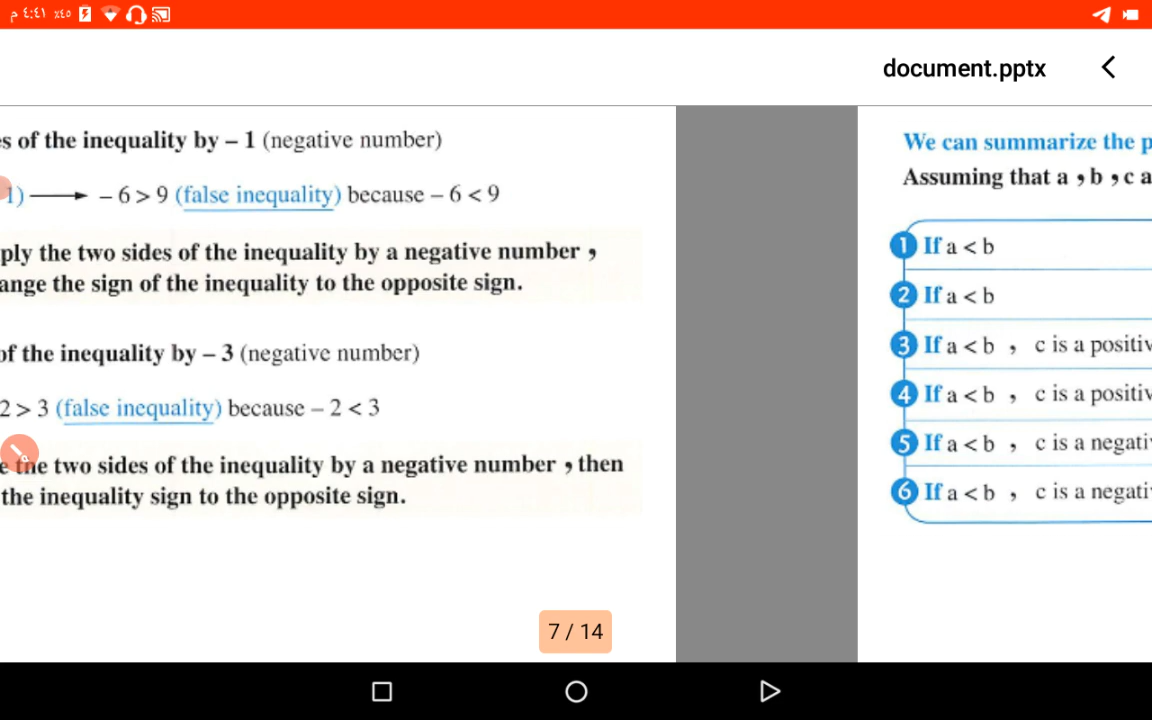 م ٤:٤١ ٪٤٥
document.pptx
s of the inequality by – 1 (negative number)
1) ⟶ – 6 > 9 (false inequality) because – 6 < 9
ply the two sides of the inequality by a negative number ,
ange the sign of the inequality to the opposite sign.
of the inequality by – 3 (negative number)
2 > 3 (false inequality) because – 2 < 3
e the two sides of the inequality by a negative number , then
the inequality sign to the opposite sign.
7 / 14
We can summarize the p
Assuming that a , b , c a
1 If a < b
2 If a < b
3 If a < b , c is a positiv
4 If a < b , c is a positiv
5 If a < b , c is a negati
6 If a < b , c is a negati